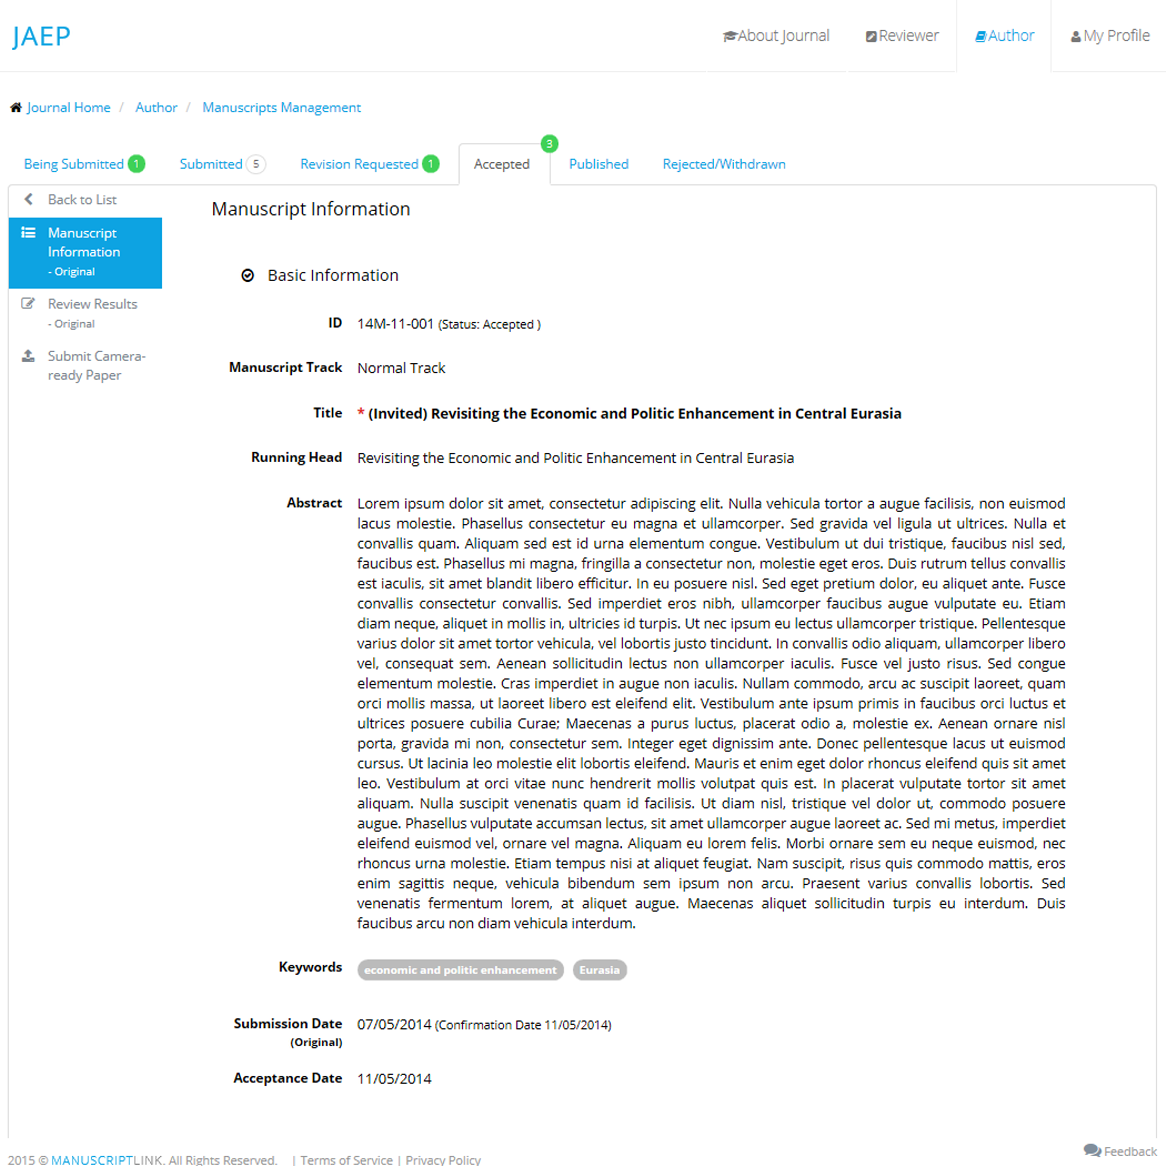 JAEP
About Journal
Reviewer
Author
My Profile
Journal Home / Author / Manuscripts Management
Being Submitted 1
Submitted 5
Revision Requested 1
Accepted 3
Published
Rejected/Withdrawn
Back to List
Manuscript
Information
- Original
Review Results
- Original
Submit Camera-
ready Paper
Manuscript Information
Basic Information
ID 14M-11-001 (Status: Accepted )
Manuscript Track Normal Track
Title * (Invited) Revisiting the Economic and Politic Enhancement in Central Eurasia
Running Head Revisiting the Economic and Politic Enhancement in Central Eurasia
Abstract Lorem ipsum dolor sit amet, consectetur adipiscing elit. Nulla vehicula tortor a augue facilisis, non euismod
lacus molestie. Phasellus consectetur eu magna et ullamcorper. Sed gravida vel ligula ut ultrices. Nulla et
convallis quam. Aliquam sed est id urna elementum congue. Vestibulum ut dui tristique, faucibus nisl sed,
faucibus est. Phasellus mi magna, fringilla a consectetur non, molestie eget eros. Duis rutrum tellus convallis
est iaculis, sit amet blandit libero efficitur. In eu posuere nisl. Sed eget pretium dolor, eu aliquet ante. Fusce
convallis consectetur convallis. Sed imperdiet eros nibh, ullamcorper faucibus augue vulputate eu. Etiam
diam neque, aliquet in mollis in, ultricies id turpis. Ut nec ipsum eu lectus ullamcorper tristique. Pellentesque
varius dolor sit amet tortor vehicula, vel lobortis justo tincidunt. In convallis odio aliquam, ullamcorper libero
vel, consequat sem. Aenean sollicitudin lectus non ullamcorper iaculis. Fusce vel justo risus. Sed congue
elementum molestie. Cras imperdiet in augue non iaculis. Nullam commodo, arcu ac suscipit laoreet, quam
orci mollis massa, ut laoreet libero est eleifend elit. Vestibulum ante ipsum primis in faucibus orci luctus et
ultrices posuere cubilia Curae; Maecenas a purus luctus, placerat odio a, molestie ex. Aenean ornare nisl
porta, gravida mi non, consectetur sem. Integer eget dignissim ante. Donec pellentesque lacus ut euismod
cursus. Ut lacinia leo molestie elit lobortis eleifend. Mauris et enim eget dolor rhoncus eleifend quis sit amet
leo. Vestibulum at orci vitae nunc hendrerit mollis volutpat quis est. In placerat vulputate tortor sit amet
aliquam. Nulla suscipit venenatis quam id facilisis. Ut diam nisl, tristique vel dolor ut, commodo posuere
augue. Phasellus vulputate accumsan lectus, sit amet ullamcorper augue laoreet ac. Sed mi metus, imperdiet
eleifend euismod vel, ornare vel magna. Aliquam eu lorem felis. Morbi ornare sem eu neque euismod, nec
rhoncus urna molestie. Etiam tempus nisi at aliquet feugiat. Nam suscipit, risus quis commodo mattis, eros
enim sagittis neque, vehicula bibendum sem ipsum non arcu. Praesent varius convallis lobortis. Sed
venenatis fermentum lorem, at aliquet augue. Maecenas aliquet sollicitudin turpis eu interdum. Duis
faucibus arcu non diam vehicula interdum.
Keywords economic and politic enhancement Eurasia
Submission Date 07/05/2014 (Confirmation Date 11/05/2014)
(Original)
Acceptance Date 11/05/2014
2015 © MANUSCRIPTLINK. All Rights Reserved. | Terms of Service | Privacy Policy
Feedback